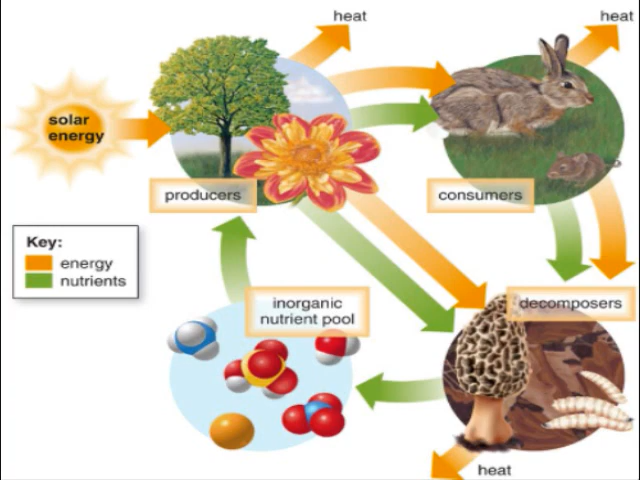 heat
heat
solar
energy
producers
consumers
Key:
energy
nutrients
inorganic
nutrient pool
decomposers
heat